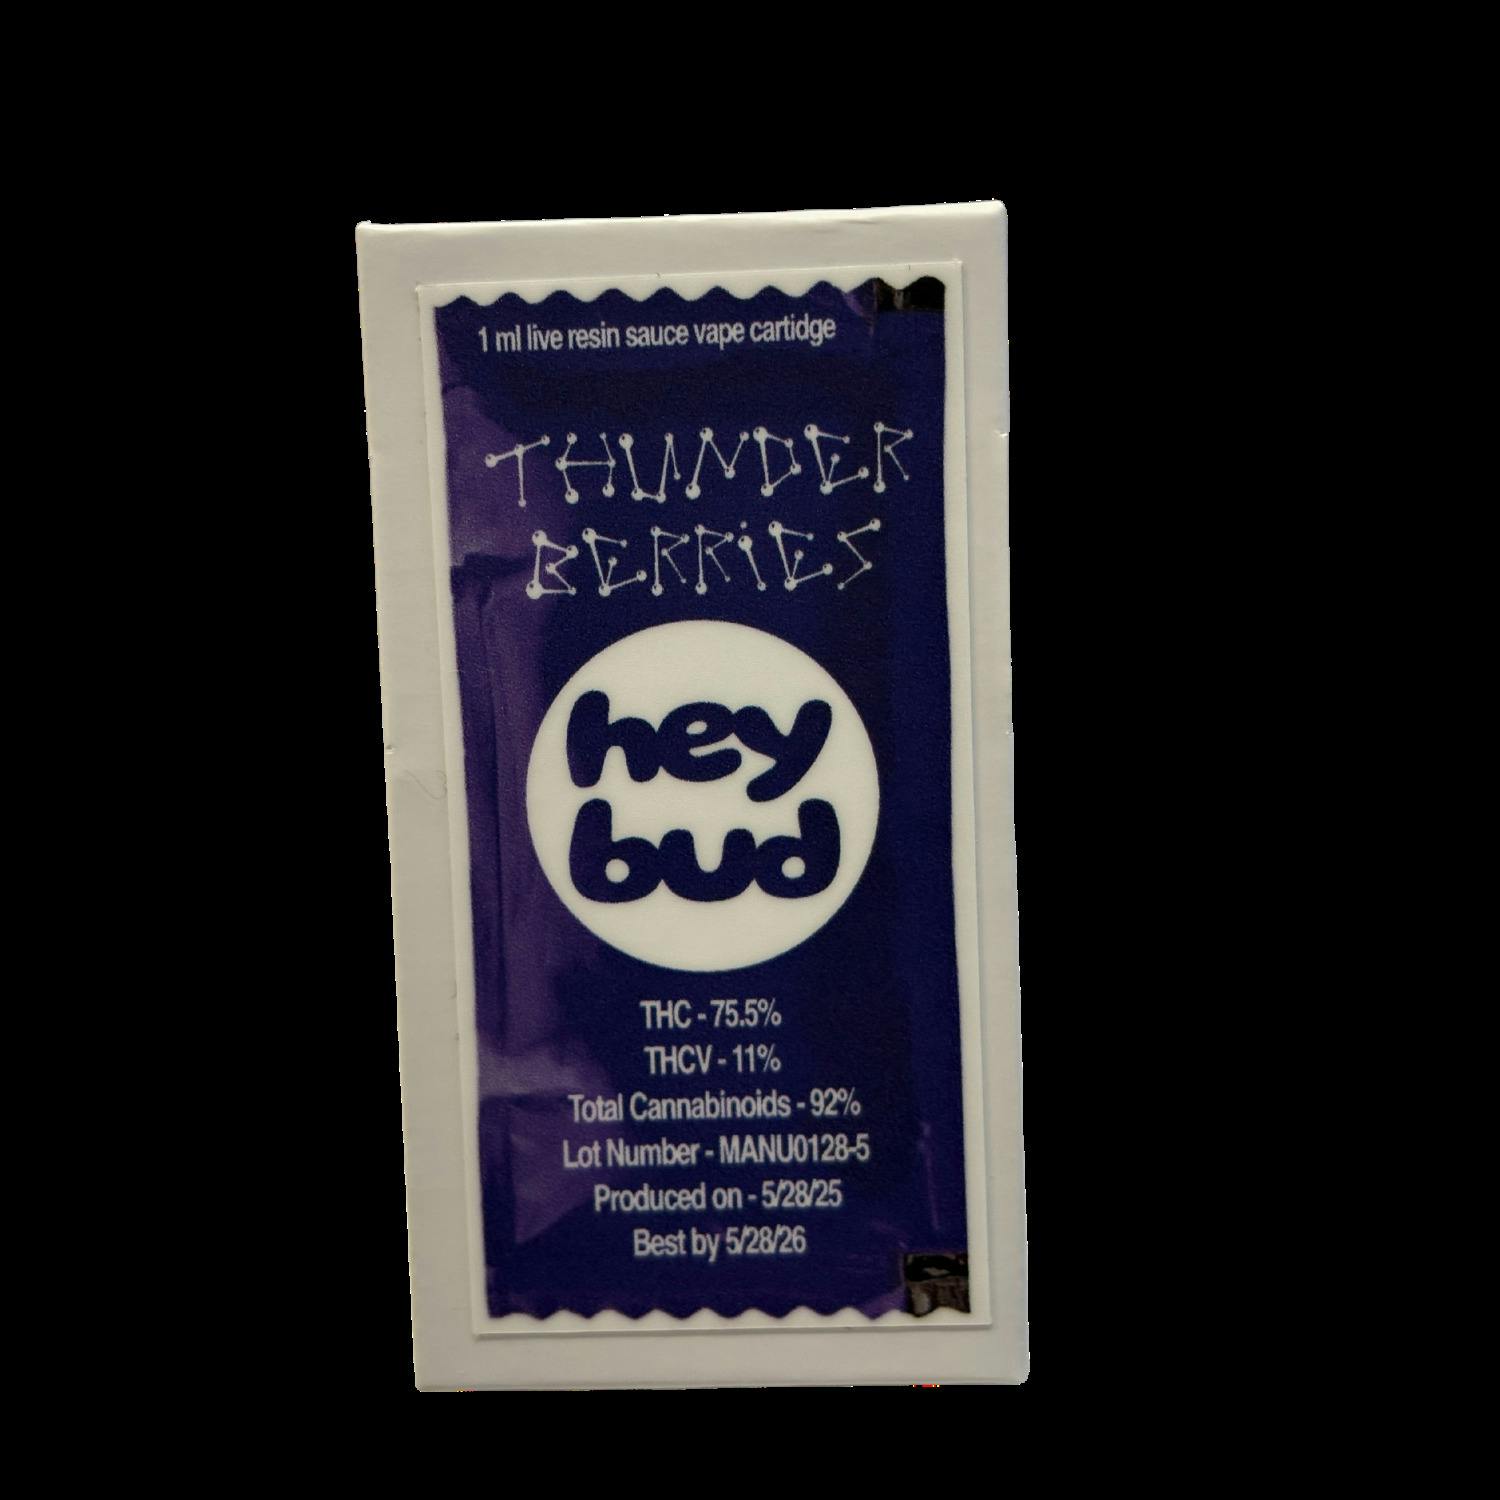 1 ml live resin sauce vape cartidge
THUNDER
BERRiES
hey
bud
THC - 75.5%
THCV - 11%
Total Cannabinoids - 92%
Lot Number - MANU0128-5
Produced on - 5/28/25
Best by 5/28/26